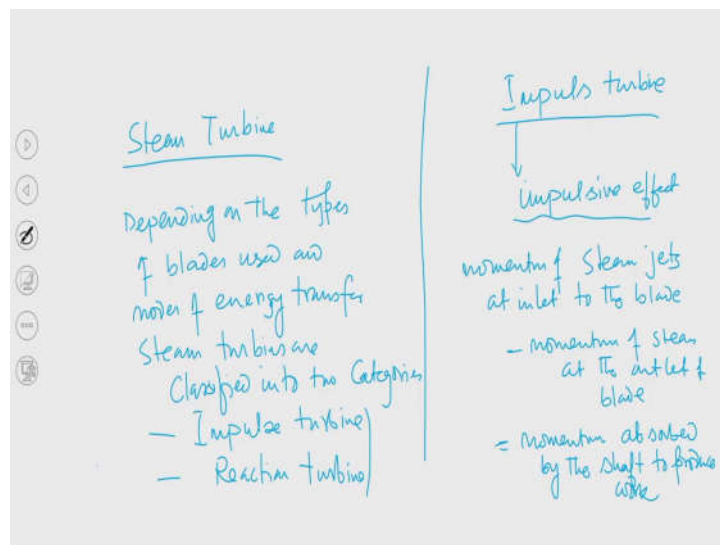 Steam Turbine
Depending on the types
of blades used and
modes of energy transfer
Steam turbines are
Classified into two Categories
— Impulse turbine
— Reaction turbine
Impuls turbine
impulsive effect
momentum of Steam jets
at inlet to the blade
– momentum of steam
at the outlet of
blade
= momentum absorbed
by the shaft to produce
work